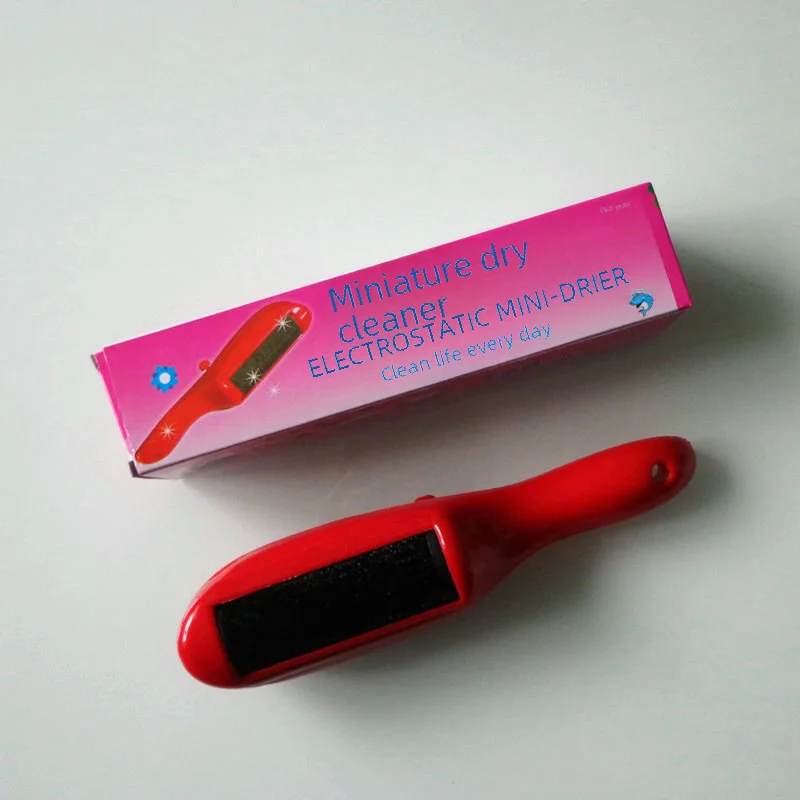 Miniature dry
cleaner
ELECTROSTATIC MINI-DRIER
Clean life every day